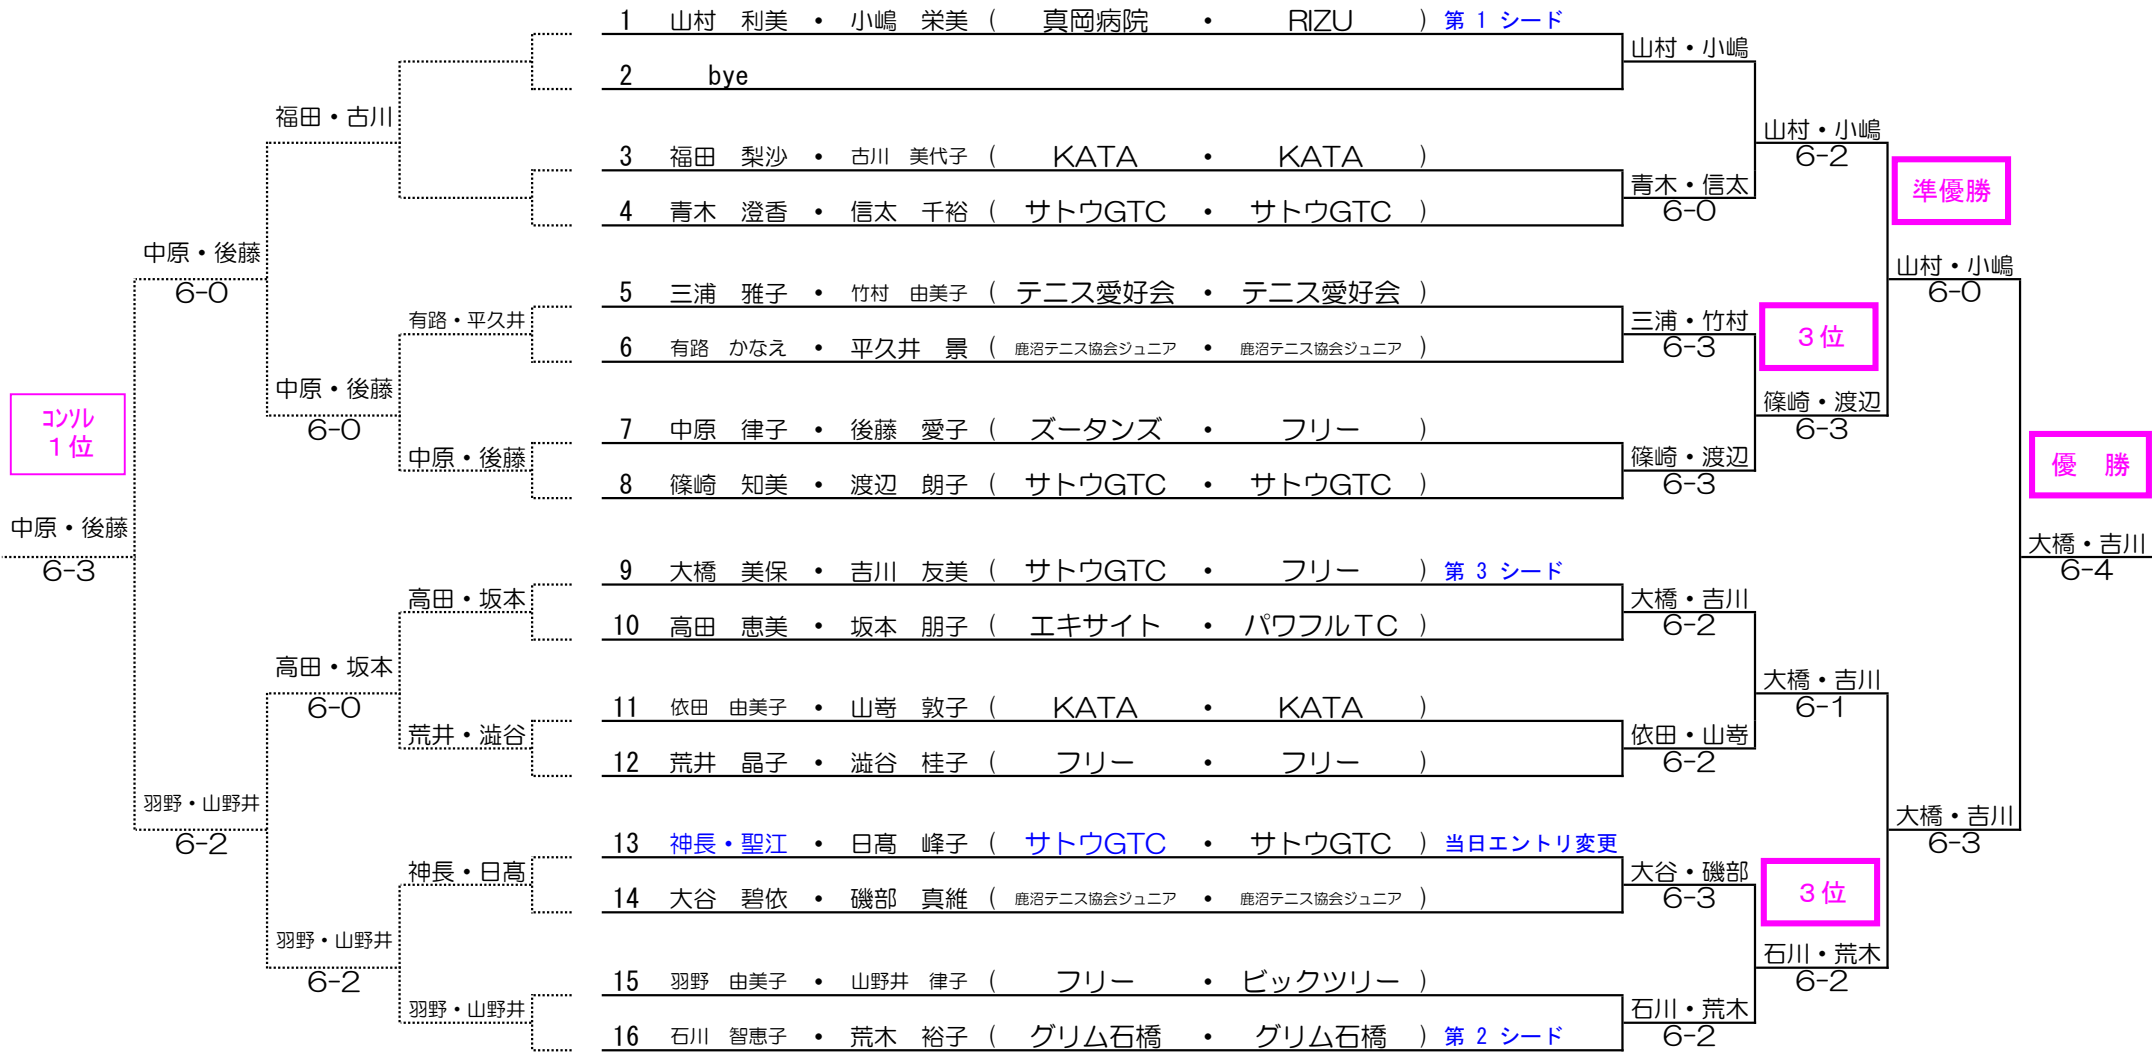 1 山村 利美 ・ 小嶋 栄美 ( 真岡病院 ・ RIZU ) 第 1 シード
山村・小嶋
2 bye
福田・古川
山村・小嶋
6-2
3 福田 梨沙 ・ 古川 美代子 ( KATA ・ KATA )
準優勝
青木・信太
6-0
4 青木 澄香 ・ 信太 千裕 ( サトウGTC ・ サトウGTC )
中原・後藤
6-0
山村・小嶋
6-0
5 三浦 雅子 ・ 竹村 由美子 ( テニス愛好会 ・ テニス愛好会 )
有路・平久井
三浦・竹村
6-3
3位
6 有路 かなえ ・ 平久井 景 ( 鹿沼テニス協会ジュニア ・ 鹿沼テニス協会ジュニア )
中原・後藤
6-0
篠崎・渡辺
6-3
コンソレ
1位
7 中原 律子 ・ 後藤 愛子 ( ズータンズ ・ フリー )
中原・後藤
篠崎・渡辺
6-3
優 勝
8 篠崎 知美 ・ 渡辺 朗子 ( サトウGTC ・ サトウGTC )
中原・後藤
6-3
大橋・吉川
6-4
9 大橋 美保 ・ 吉川 友美 ( サトウGTC ・ フリー ) 第 3 シード
高田・坂本
大橋・吉川
6-2
10 高田 恵美 ・ 坂本 朋子 ( エキサイト ・ パワフルTC )
高田・坂本
6-0
大橋・吉川
6-1
11 依田 由美子 ・ 山嵜 敦子 ( KATA ・ KATA )
荒井・澁谷
依田・山嵜
6-2
12 荒井 晶子 ・ 澁谷 桂子 ( フリー ・ フリー )
羽野・山野井
6-2
大橋・吉川
6-3
13 神長・聖江 ・ 日髙 峰子 ( サトウGTC ・ サトウGTC ) 当日エントリ変更
神長・日髙
大谷・磯部
6-3
3位
14 大谷 碧依 ・ 磯部 真維 ( 鹿沼テニス協会ジュニア ・ 鹿沼テニス協会ジュニア )
羽野・山野井
6-2
石川・荒木
6-2
15 羽野 由美子 ・ 山野井 律子 ( フリー ・ ビックツリー )
羽野・山野井
石川・荒木
6-2
16 石川 智恵子 ・ 荒木 裕子 ( グリム石橋 ・ グリム石橋 ) 第 2 シード